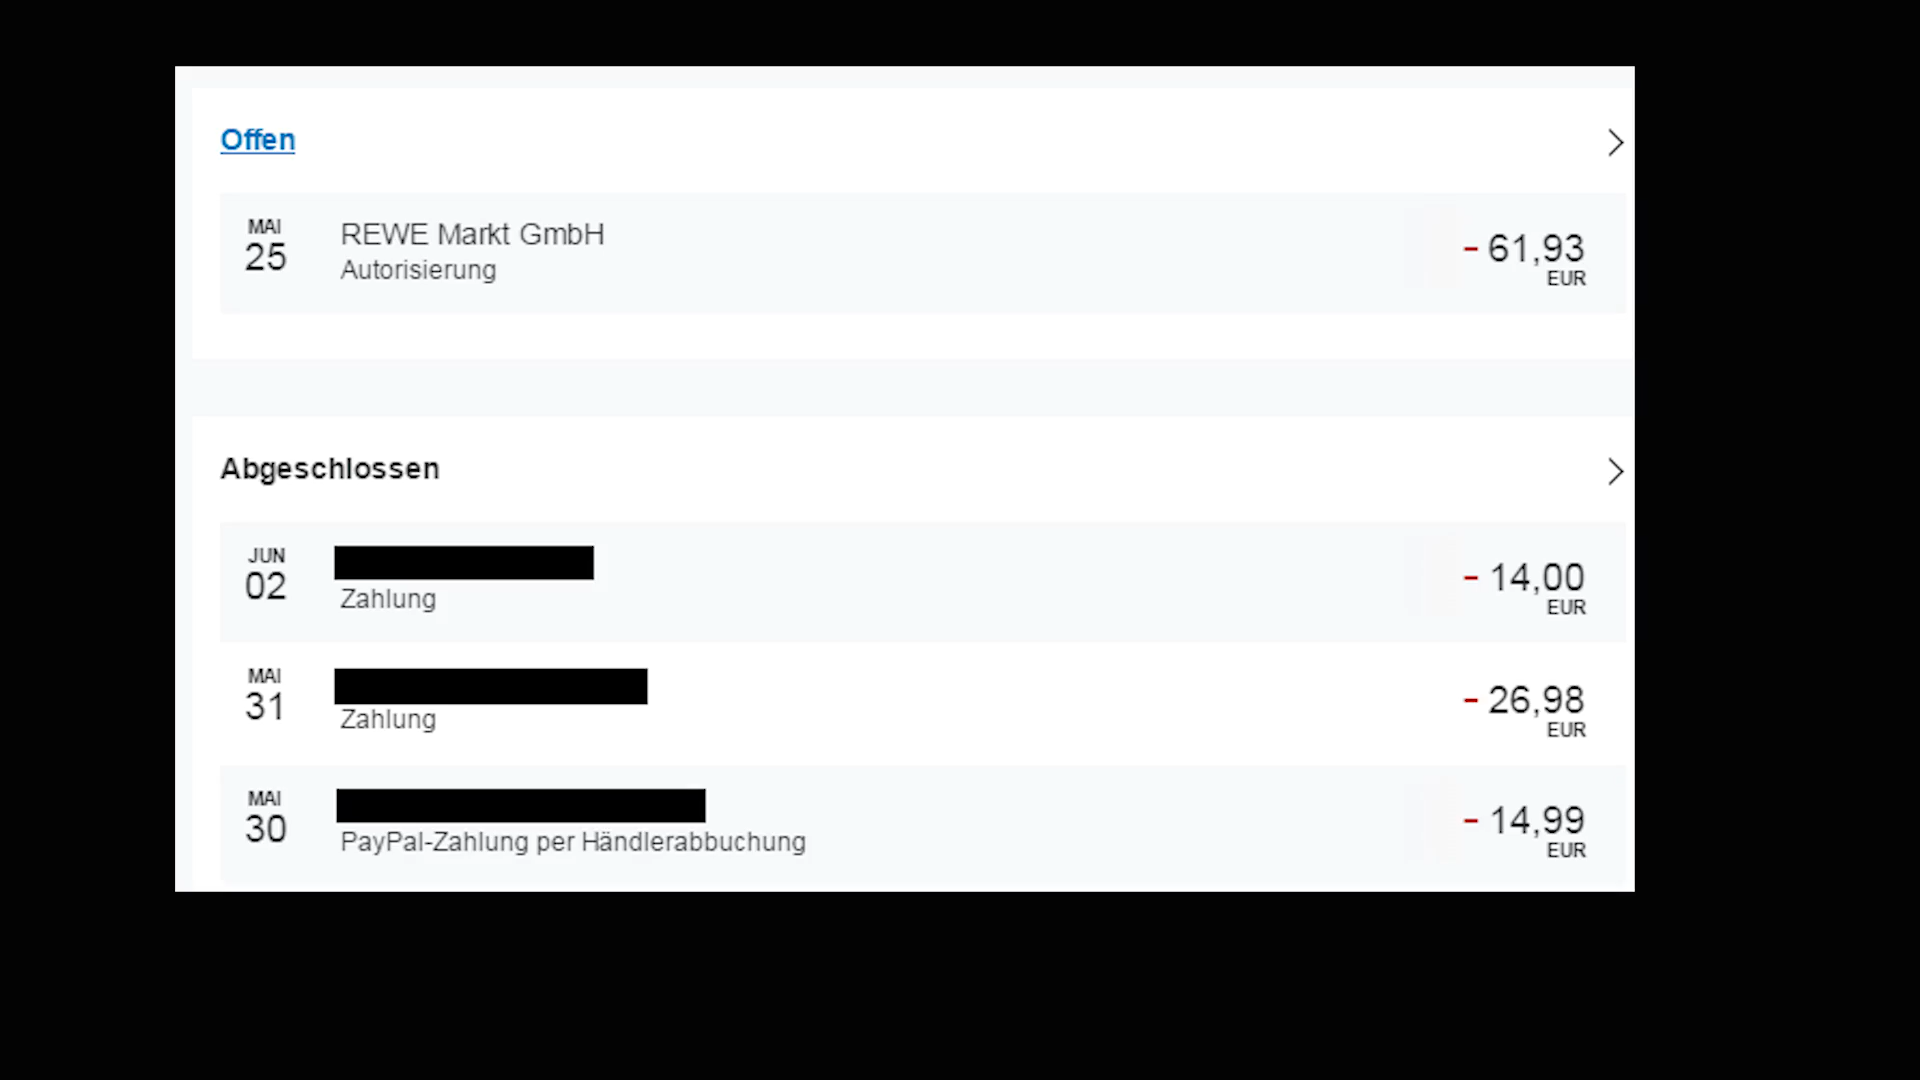 Offen
MAI
25
REWE Markt GmbH
Autorisierung
- 61,93
EUR
Abgeschlossen
JUN
02
Zahlung
- 14,00
EUR
MAI
31
Zahlung
- 26,98
EUR
MAI
30
PayPal-Zahlung per Händlerabbuchung
- 14,99
EUR